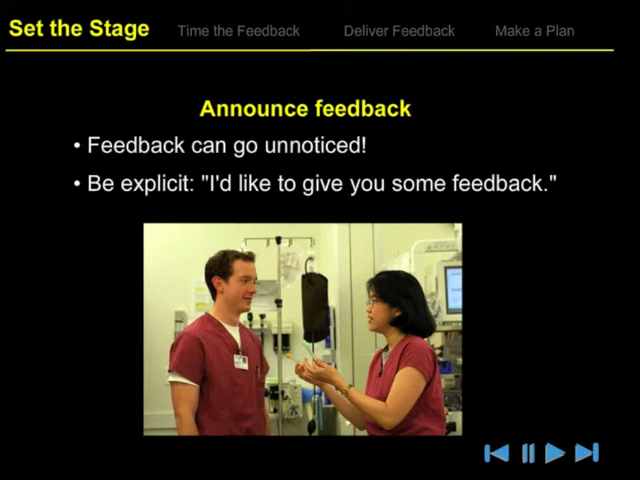 Set the Stage Time the Feedback Deliver Feedback Make a Plan
Announce feedback
• Feedback can go unnoticed!
• Be explicit: "I'd like to give you some feedback."